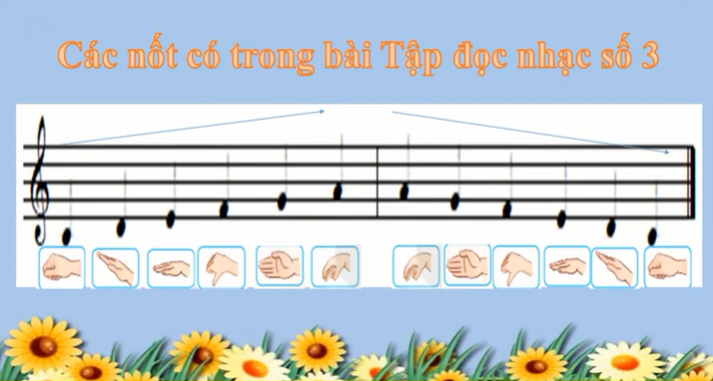 Các nốt có trong bài Tập đọc nhạc số 3